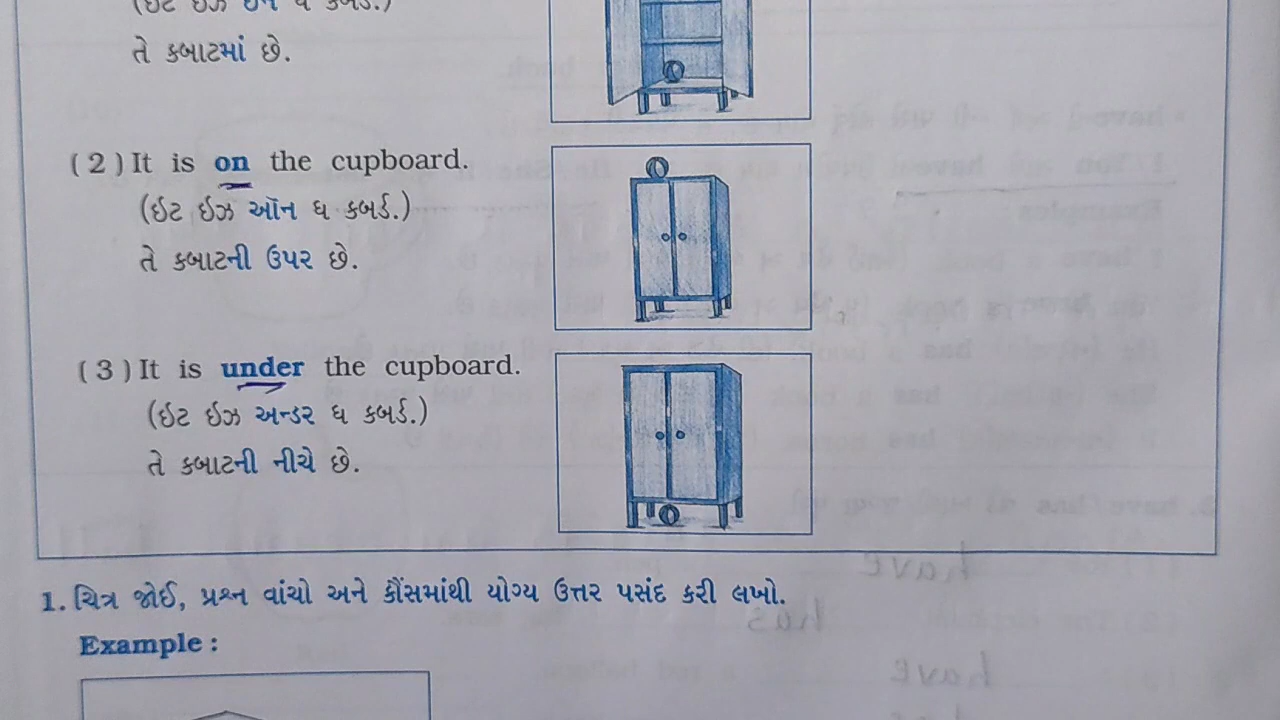 તે કબાટમાં છે.
( 2 ) It is on the cupboard.
(ઇટ ઇઝ ઑન ધ કબર્ડ.)
તે કબાટની ઉપર છે.
( 3 ) It is under the cupboard.
(ઇટ ઇઝ અન્ડર ધ કબર્ડ.)
તે કબાટની નીચે છે.
1. ચિત્ર જોઈ, પ્રશ્ન વાંચો અને કૌંસમાંથી યોગ્ય ઉત્તર પસંદ કરી લખો.
Example :